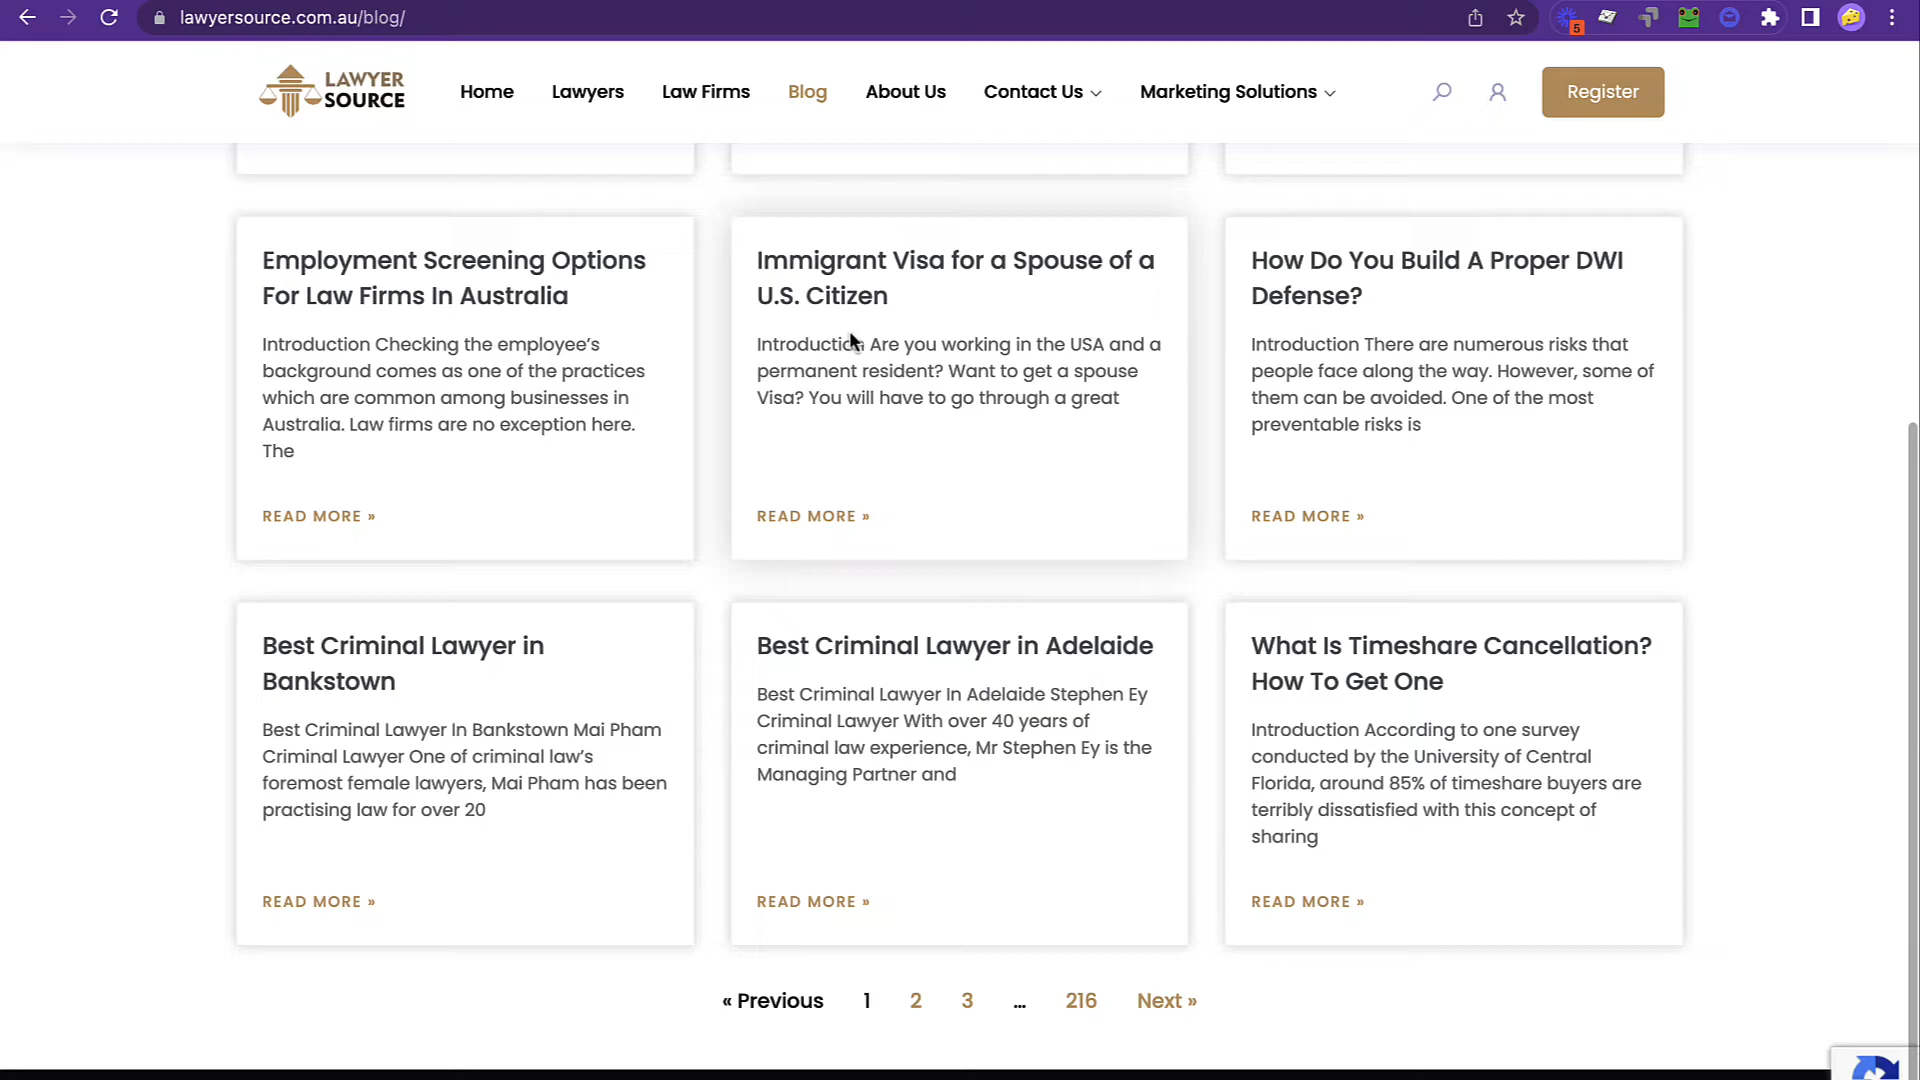 lawyersource.com.au/blog/
5
LAWYER
SOURCE
Home
Lawyers
Law Firms
Blog
About Us
Contact Us
Marketing Solutions
Register
Employment Screening Options
For Law Firms In Australia
Introduction Checking the employee’s
background comes as one of the practices
which are common among businesses in
Australia. Law firms are no exception here.
The
READ MORE »
Immigrant Visa for a Spouse of a
U.S. Citizen
Introduction Are you working in the USA and a
permanent resident? Want to get a spouse
Visa? You will have to go through a great
READ MORE »
How Do You Build A Proper DWI
Defense?
Introduction There are numerous risks that
people face along the way. However, some of
them can be avoided. One of the most
preventable risks is
READ MORE »
Best Criminal Lawyer in
Bankstown
Best Criminal Lawyer In Bankstown Mai Pham
Criminal Lawyer One of criminal law’s
foremost female lawyers, Mai Pham has been
practising law for over 20
READ MORE »
Best Criminal Lawyer in Adelaide
Best Criminal Lawyer In Adelaide Stephen Ey
Criminal Lawyer With over 40 years of
criminal law experience, Mr Stephen Ey is the
Managing Partner and
READ MORE »
What Is Timeshare Cancellation?
How To Get One
Introduction According to one survey
conducted by the University of Central
Florida, around 85% of timeshare buyers are
terribly dissatisfied with this concept of
sharing
READ MORE »
« Previous 1 2 3 … 216 Next »